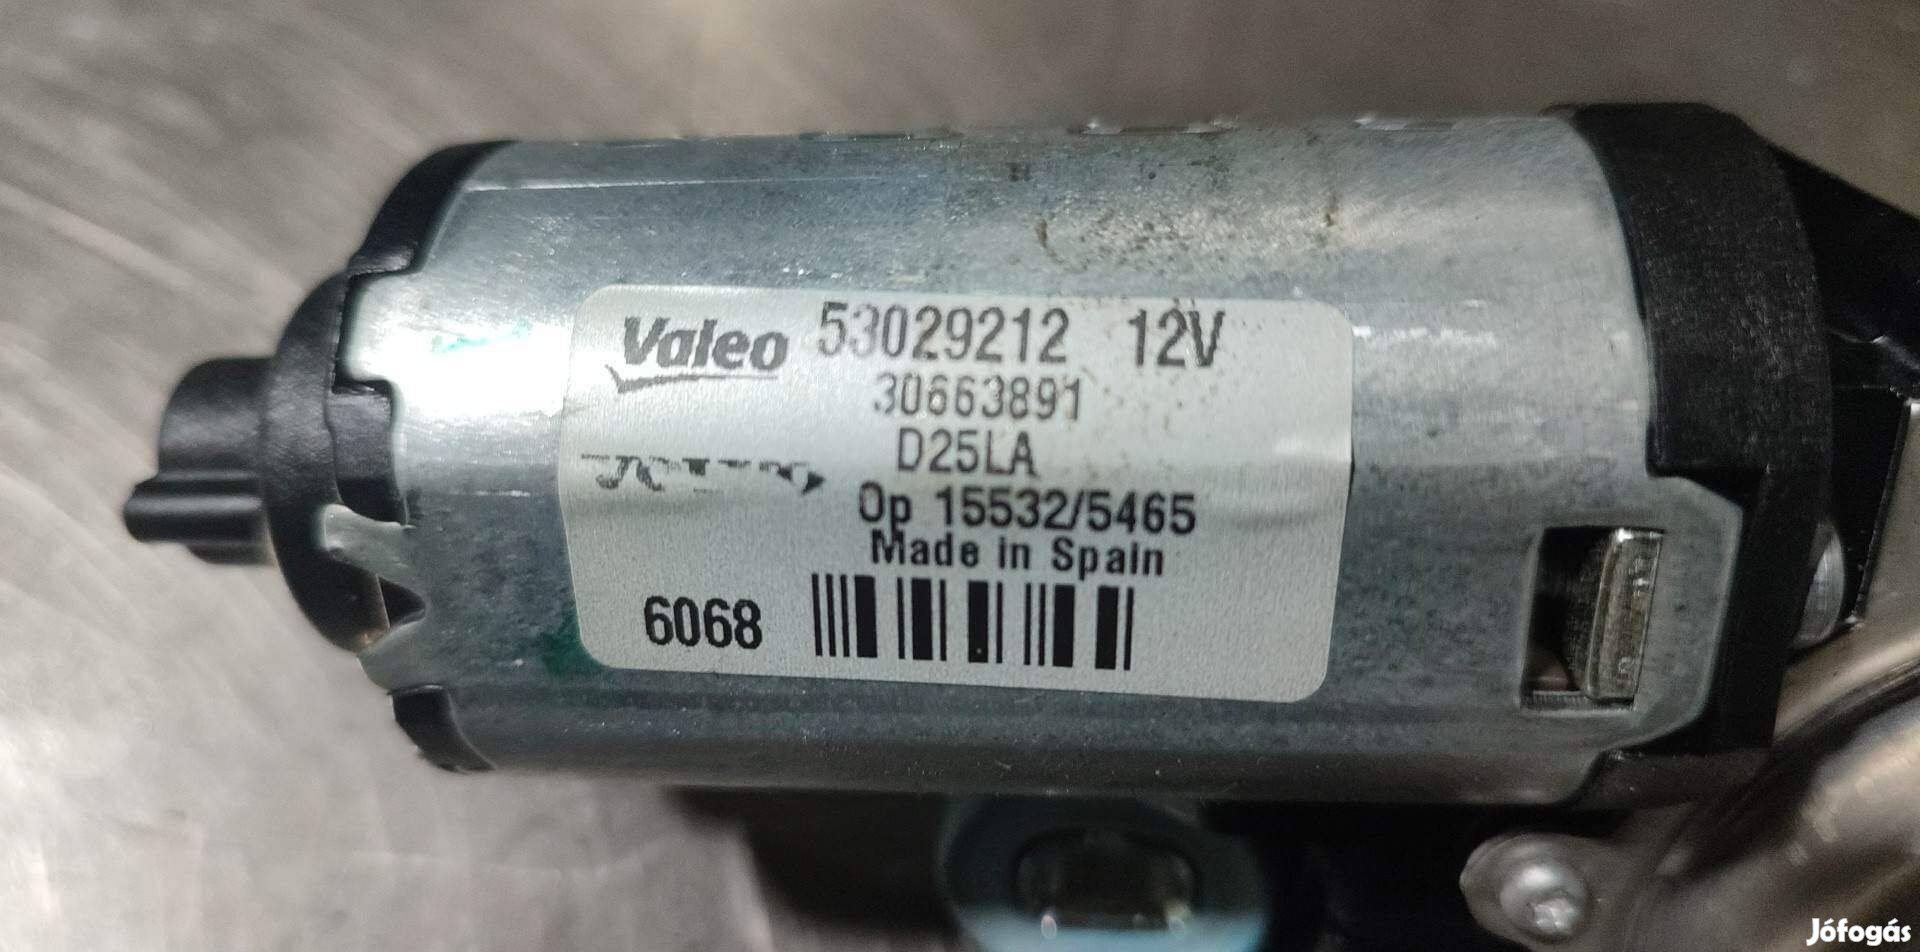 Valeo 53029212 12V
30663891
D25LA
Op 15532/5465
Made in Spain
6068
Jófogás